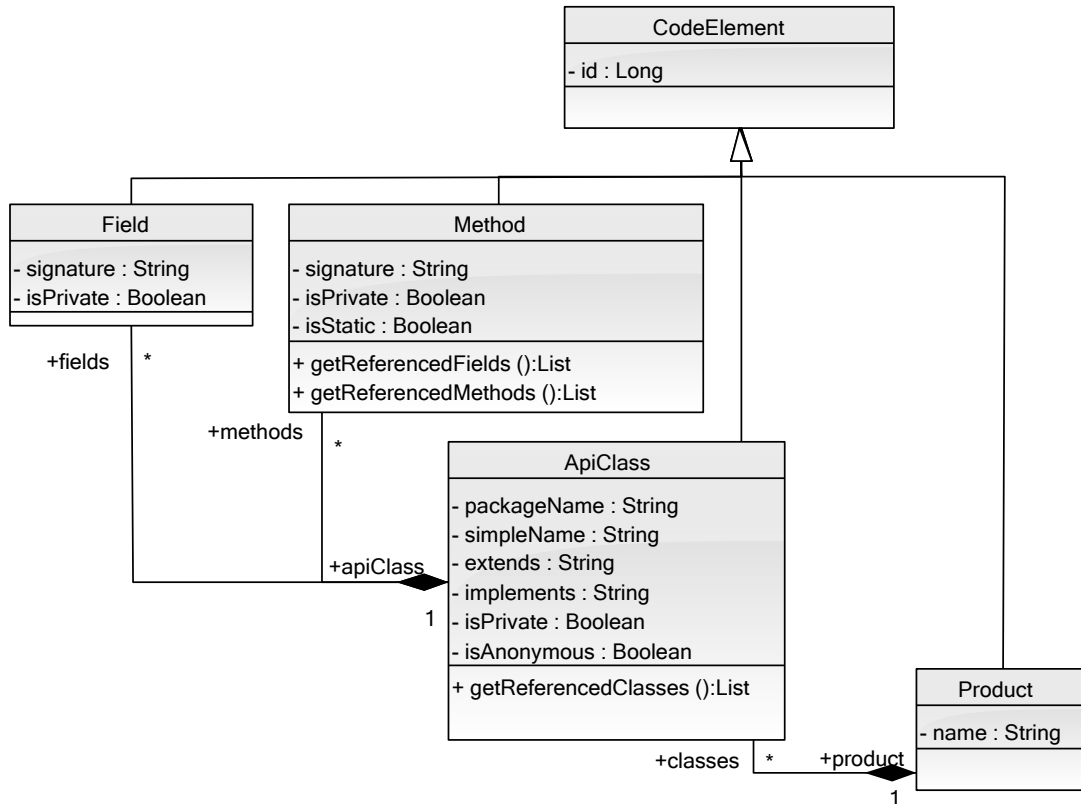 CodeElement
- id : Long
Field
- signature : String
- isPrivate : Boolean
Method
- signature : String
- isPrivate : Boolean
- isStatic : Boolean
+ getReferencedFields ():List
+ getReferencedMethods ():List
+fields
*
+methods
*
ApiClass
- packageName : String
- simpleName : String
- extends : String
- implements : String
- isPrivate : Boolean
- isAnonymous : Boolean
+ getReferencedClasses ():List
+apiClass
1
Product
- name : String
+classes
*
+product
1